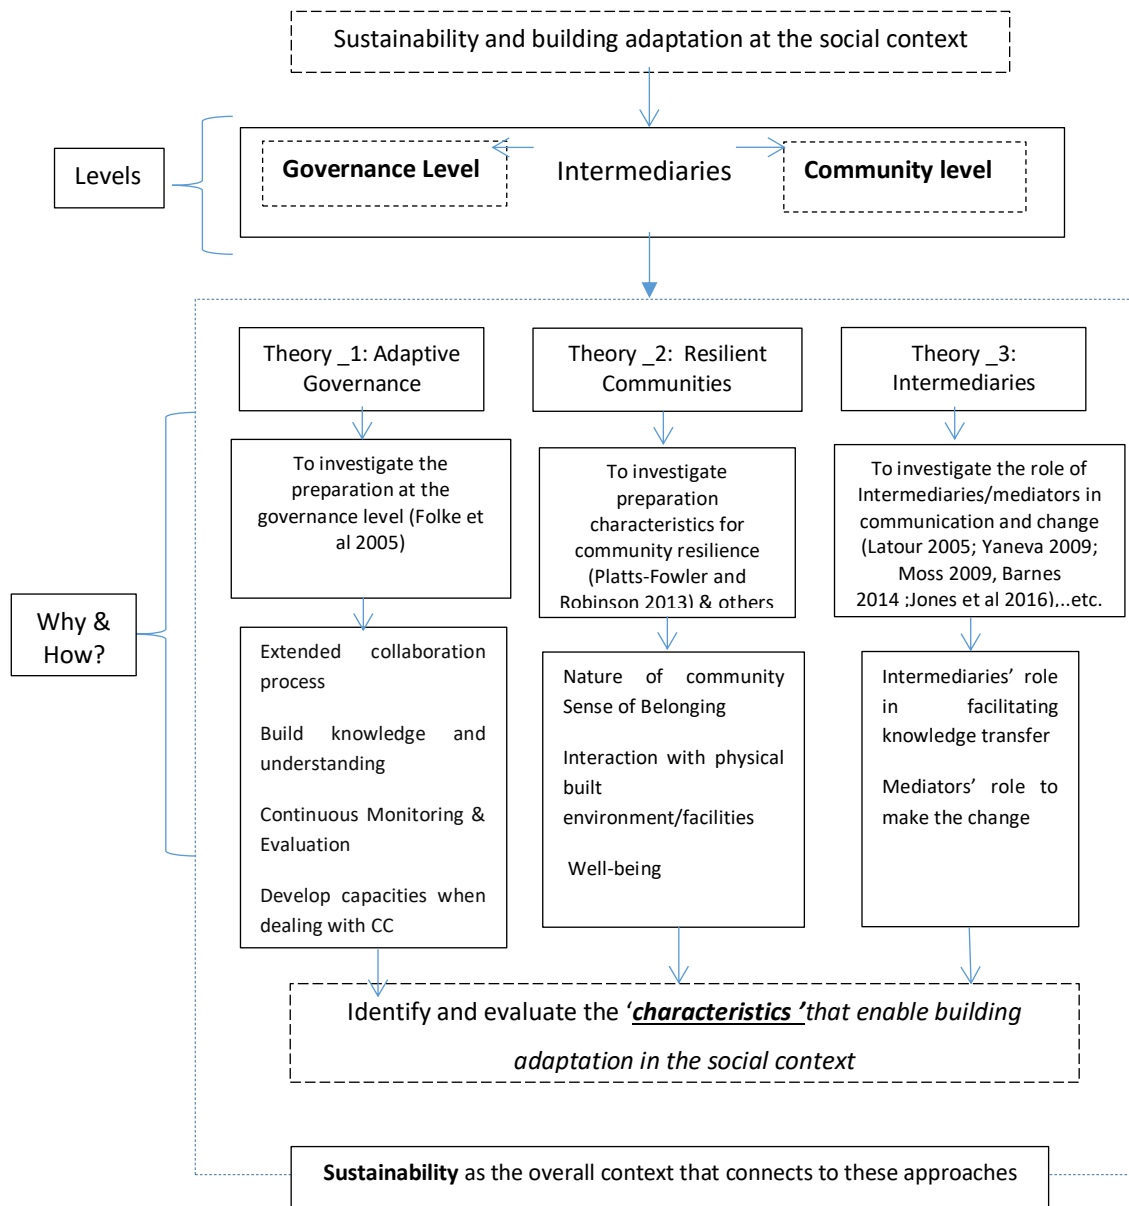 Sustainability and building adaptation at the social context
Levels
Governance Level
Intermediaries
Community level
Why &
How?
Theory _1: Adaptive
Governance
To investigate the
preparation at the
governance level (Folke et
al 2005)
Extended collaboration
process
Build knowledge and
understanding
Continuous Monitoring &
Evaluation
Develop capacities when
dealing with CC
Theory _2: Resilient
Communities
To investigate
preparation
characteristics for
community resilience
(Platts-Fowler and
Robinson 2013) & others
Nature of community
Sense of Belonging
Interaction with physical
built
environment/facilities
Well-being
Theory _3:
Intermediaries
To investigate the role of
Intermediaries/mediators in
communication and change
(Latour 2005; Yaneva 2009;
Moss 2009, Barnes
2014 ;Jones et al 2016),..etc.
Intermediaries’ role
in facilitating
knowledge transfer
Mediators’ role to
make the change
Identify and evaluate the ‘characteristics ’that enable building
adaptation in the social context
Sustainability as the overall context that connects to these approaches